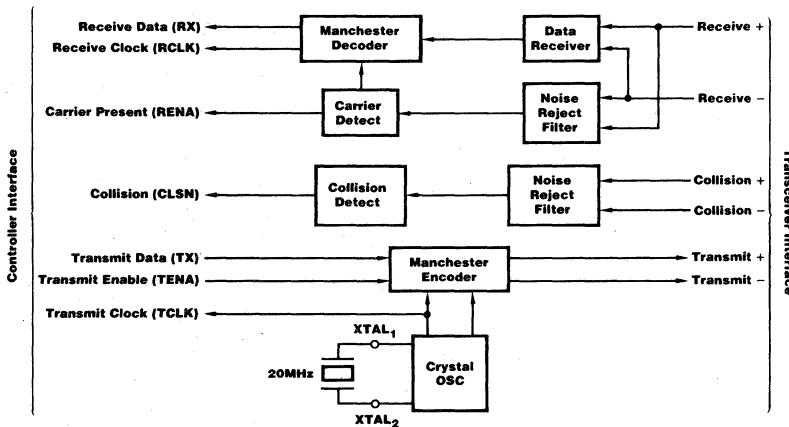 Receive Data (RX)
Receive Clock (RCLK)
Manchester
Decoder
Data
Receiver
Receive +
Carrier Present (RENA)
Carrier
Detect
Noise
Reject
Filter
Receive −
Collision (CLSN)
Collision
Detect
Noise
Reject
Filter
Collision +
Collision −
Transmit Data (TX)
Transmit Enable (TENA)
Manchester
Encoder
Transmit +
Transmit −
Transmit Clock (TCLK)
XTAL1
20MHz
Crystal
OSC
XTAL2
Controller Interface
Transceiver Interface